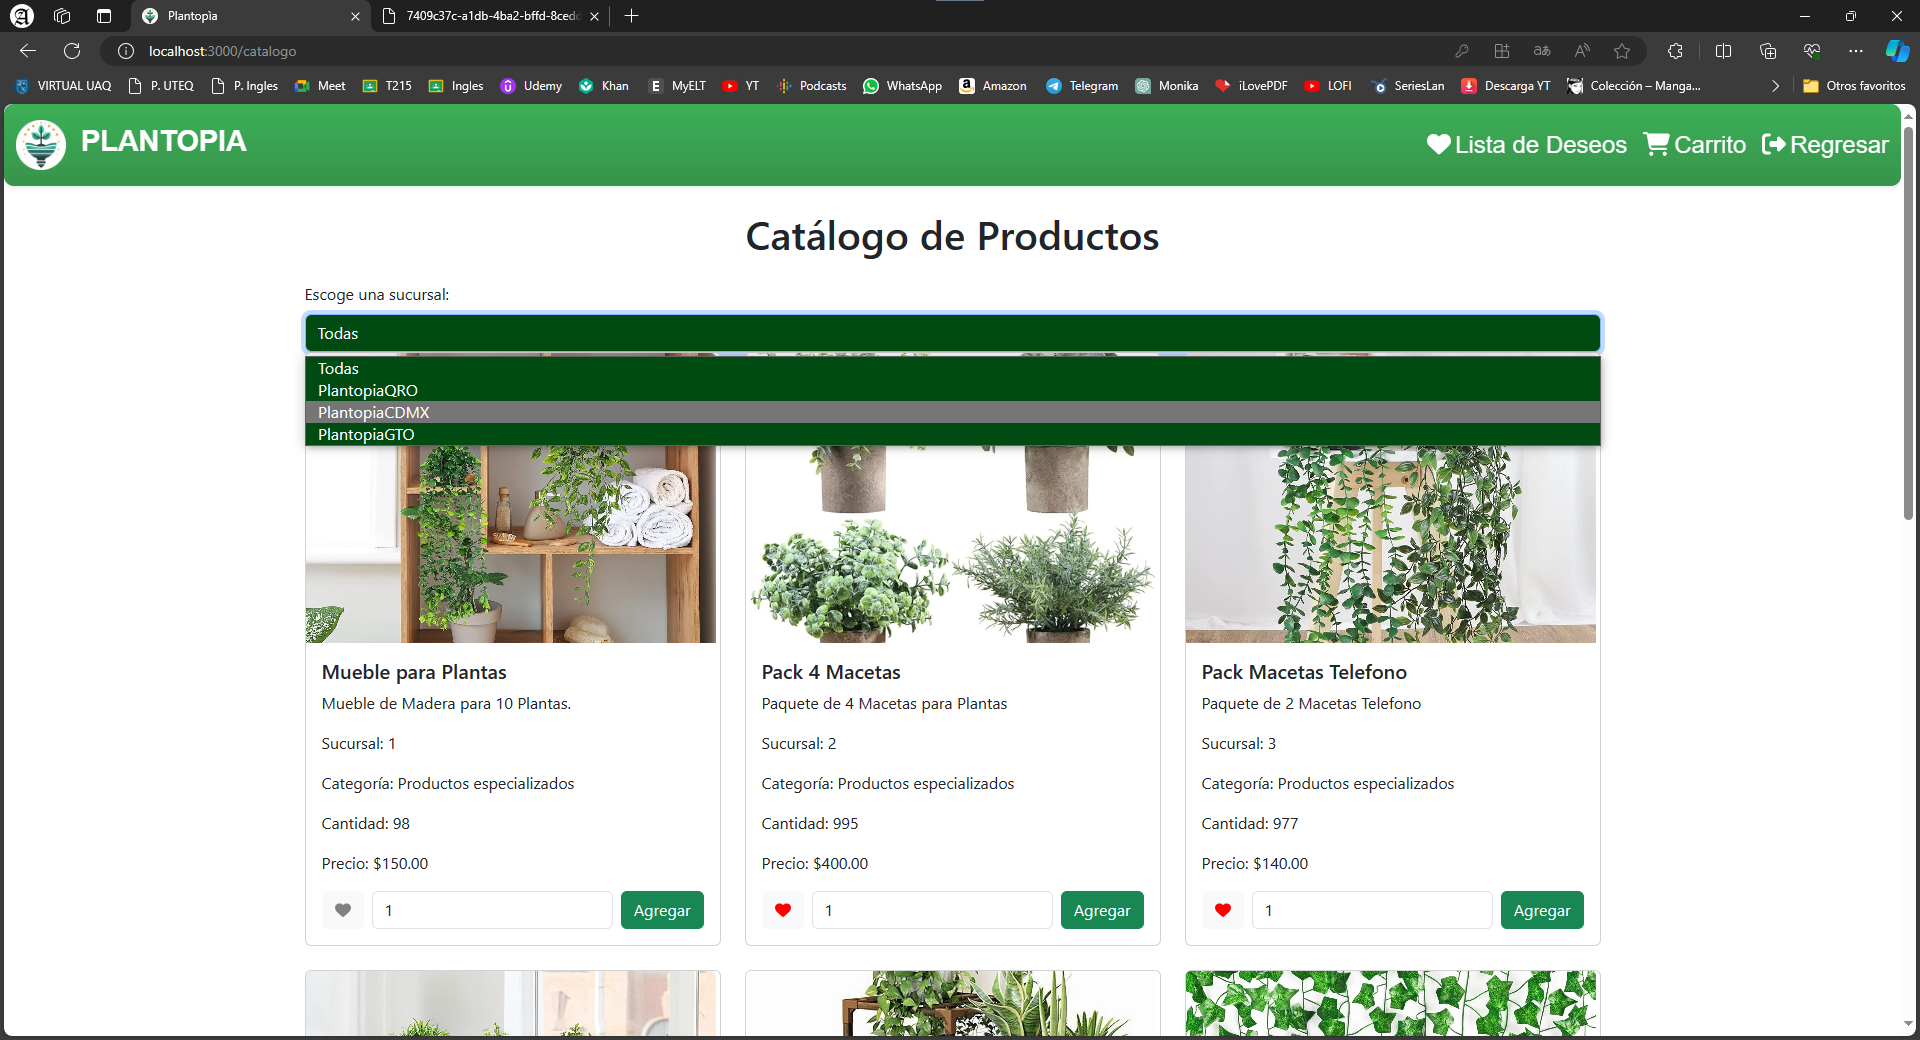 Plantopia
7409c37c-a1db-4ba2-bffd-8cedd
localhost:3000/catalogo
VIRTUAL UAQ P. UTEQ P. Ingles Meet T215 Ingles Udemy Khan MyELT YT Podcasts WhatsApp Amazon Telegram Monika iLovePDF LOFI SeriesLan Descarga YT Colección – Manga... Otros favoritos
PLANTOPIA
Lista de Deseos Carrito Regresar
Catálogo de Productos
Escoge una sucursal:
Todas
Todas
PlantopiaQRO
PlantopiaCDMX
PlantopiaGTO
Mueble para Plantas
Mueble de Madera para 10 Plantas.
Sucursal: 1
Categoría: Productos especializados
Cantidad: 98
Precio: $150.00
1 Agregar
Pack 4 Macetas
Paquete de 4 Macetas para Plantas
Sucursal: 2
Categoría: Productos especializados
Cantidad: 995
Precio: $400.00
1 Agregar
Pack Macetas Telefono
Paquete de 2 Macetas Telefono
Sucursal: 3
Categoría: Productos especializados
Cantidad: 977
Precio: $140.00
1 Agregar